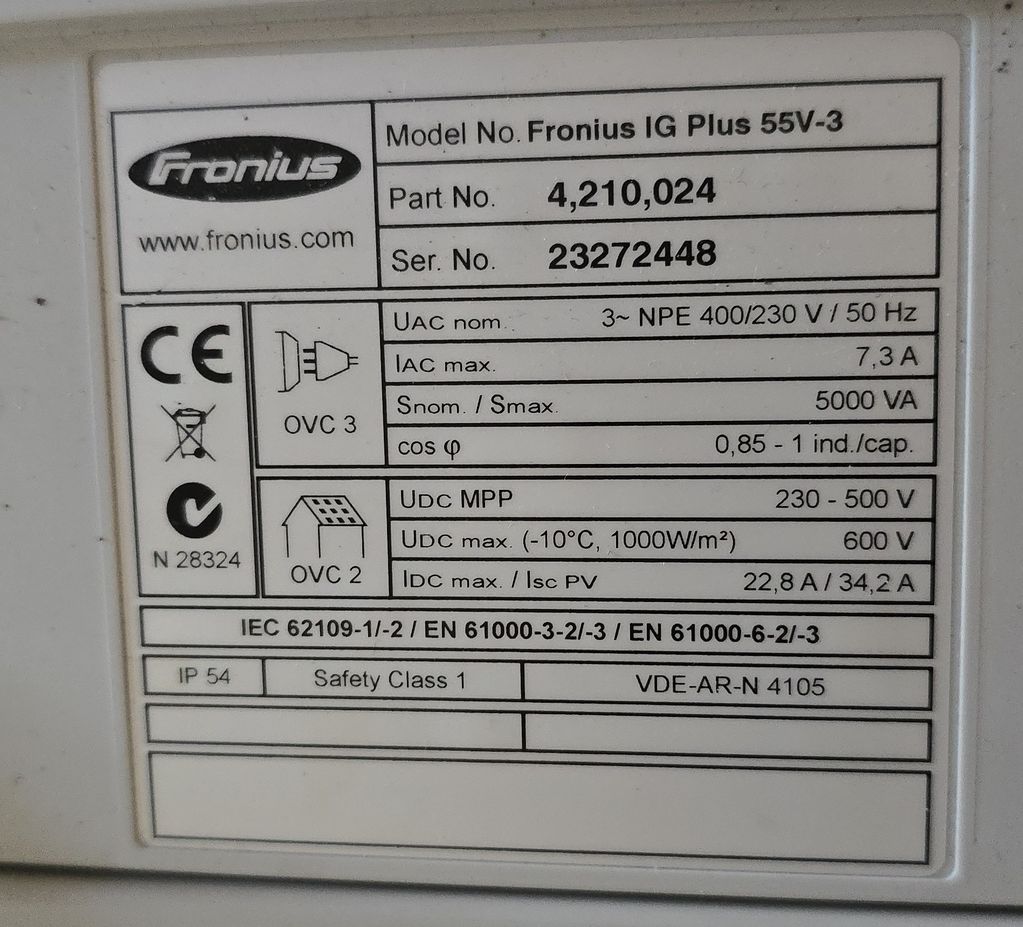 Fronius
www.fronius.com
Model No. Fronius IG Plus 55V-3
Part No. 4,210,024
Ser. No. 23272448
CE
N 28324
OVC 3
UAC nom. 3~ NPE 400/230 V / 50 Hz
IAC max. 7,3 A
Snom. / Smax. 5000 VA
cos φ 0,85 - 1 ind./cap.
OVC 2
UDC MPP 230 - 500 V
UDC max. (-10°C, 1000W/m²) 600 V
IDC max. / Isc PV 22,8 A / 34,2 A
IEC 62109-1/-2 / EN 61000-3-2/-3 / EN 61000-6-2/-3
IP 54 Safety Class 1 VDE-AR-N 4105